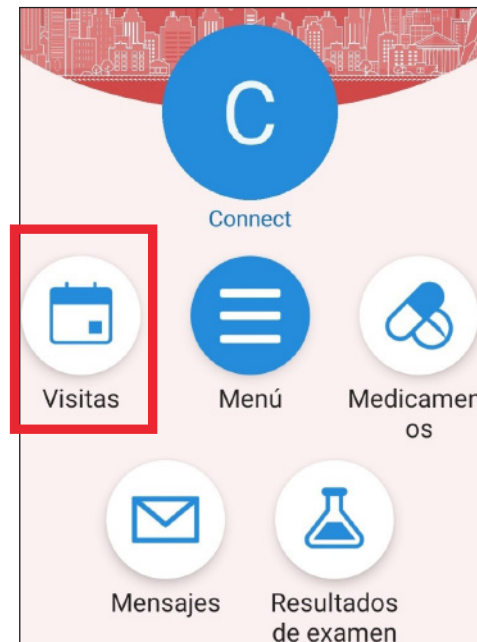 C
Connect
Visitas
Menú
Medicamen
os
Mensajes
Resultados
de examen